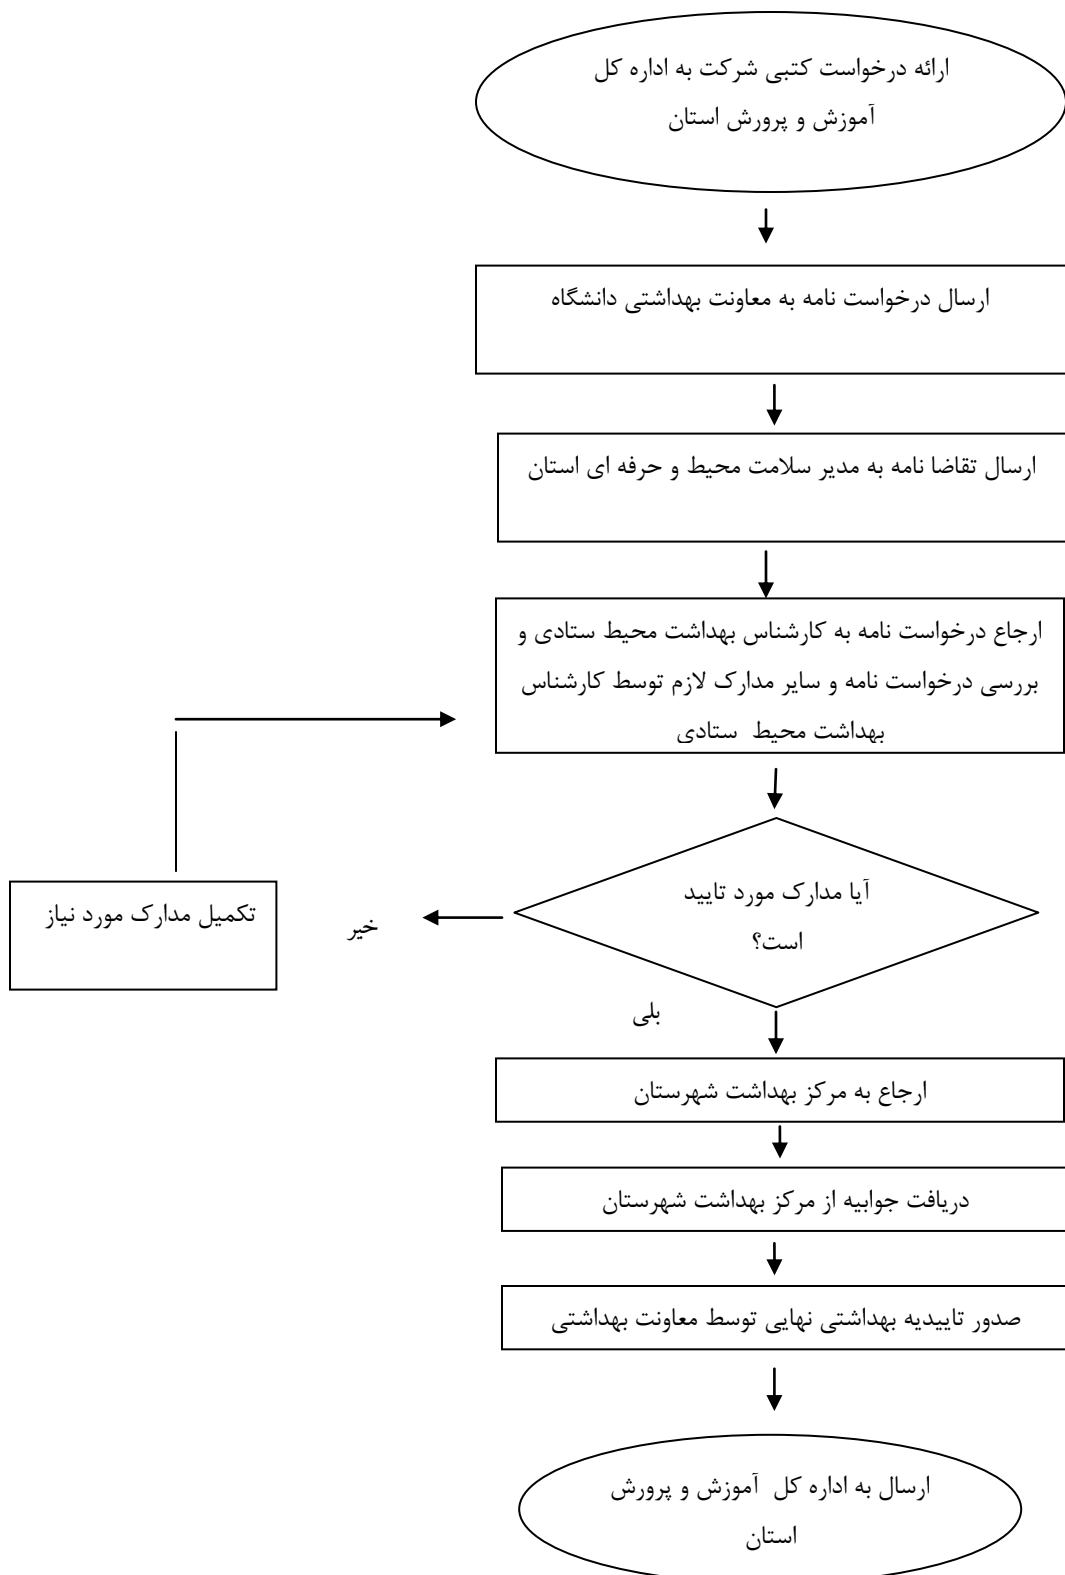 ارائه درخواست کتبی شرکت به اداره کل
آموزش و پرورش استان
ارسال درخواست نامه به معاونت بهداشتی دانشگاه
ارسال تقاضا نامه به مدیر سلامت محیط و حرفه ای استان
ارجاع درخواست نامه به کارشناس بهداشت محیط ستادی و
بررسی درخواست نامه و سایر مدارک لازم توسط کارشناس
بهداشت محیط ستادی
آیا مدارک مورد تایید
است؟
خیر
تکمیل مدارک مورد نیاز
بلی
ارجاع به مرکز بهداشت شهرستان
دریافت جوابیه از مرکز بهداشت شهرستان
صدور تاییدیه بهداشتی نهایی توسط معاونت بهداشتی
ارسال به اداره کل آموزش و پرورش
استان